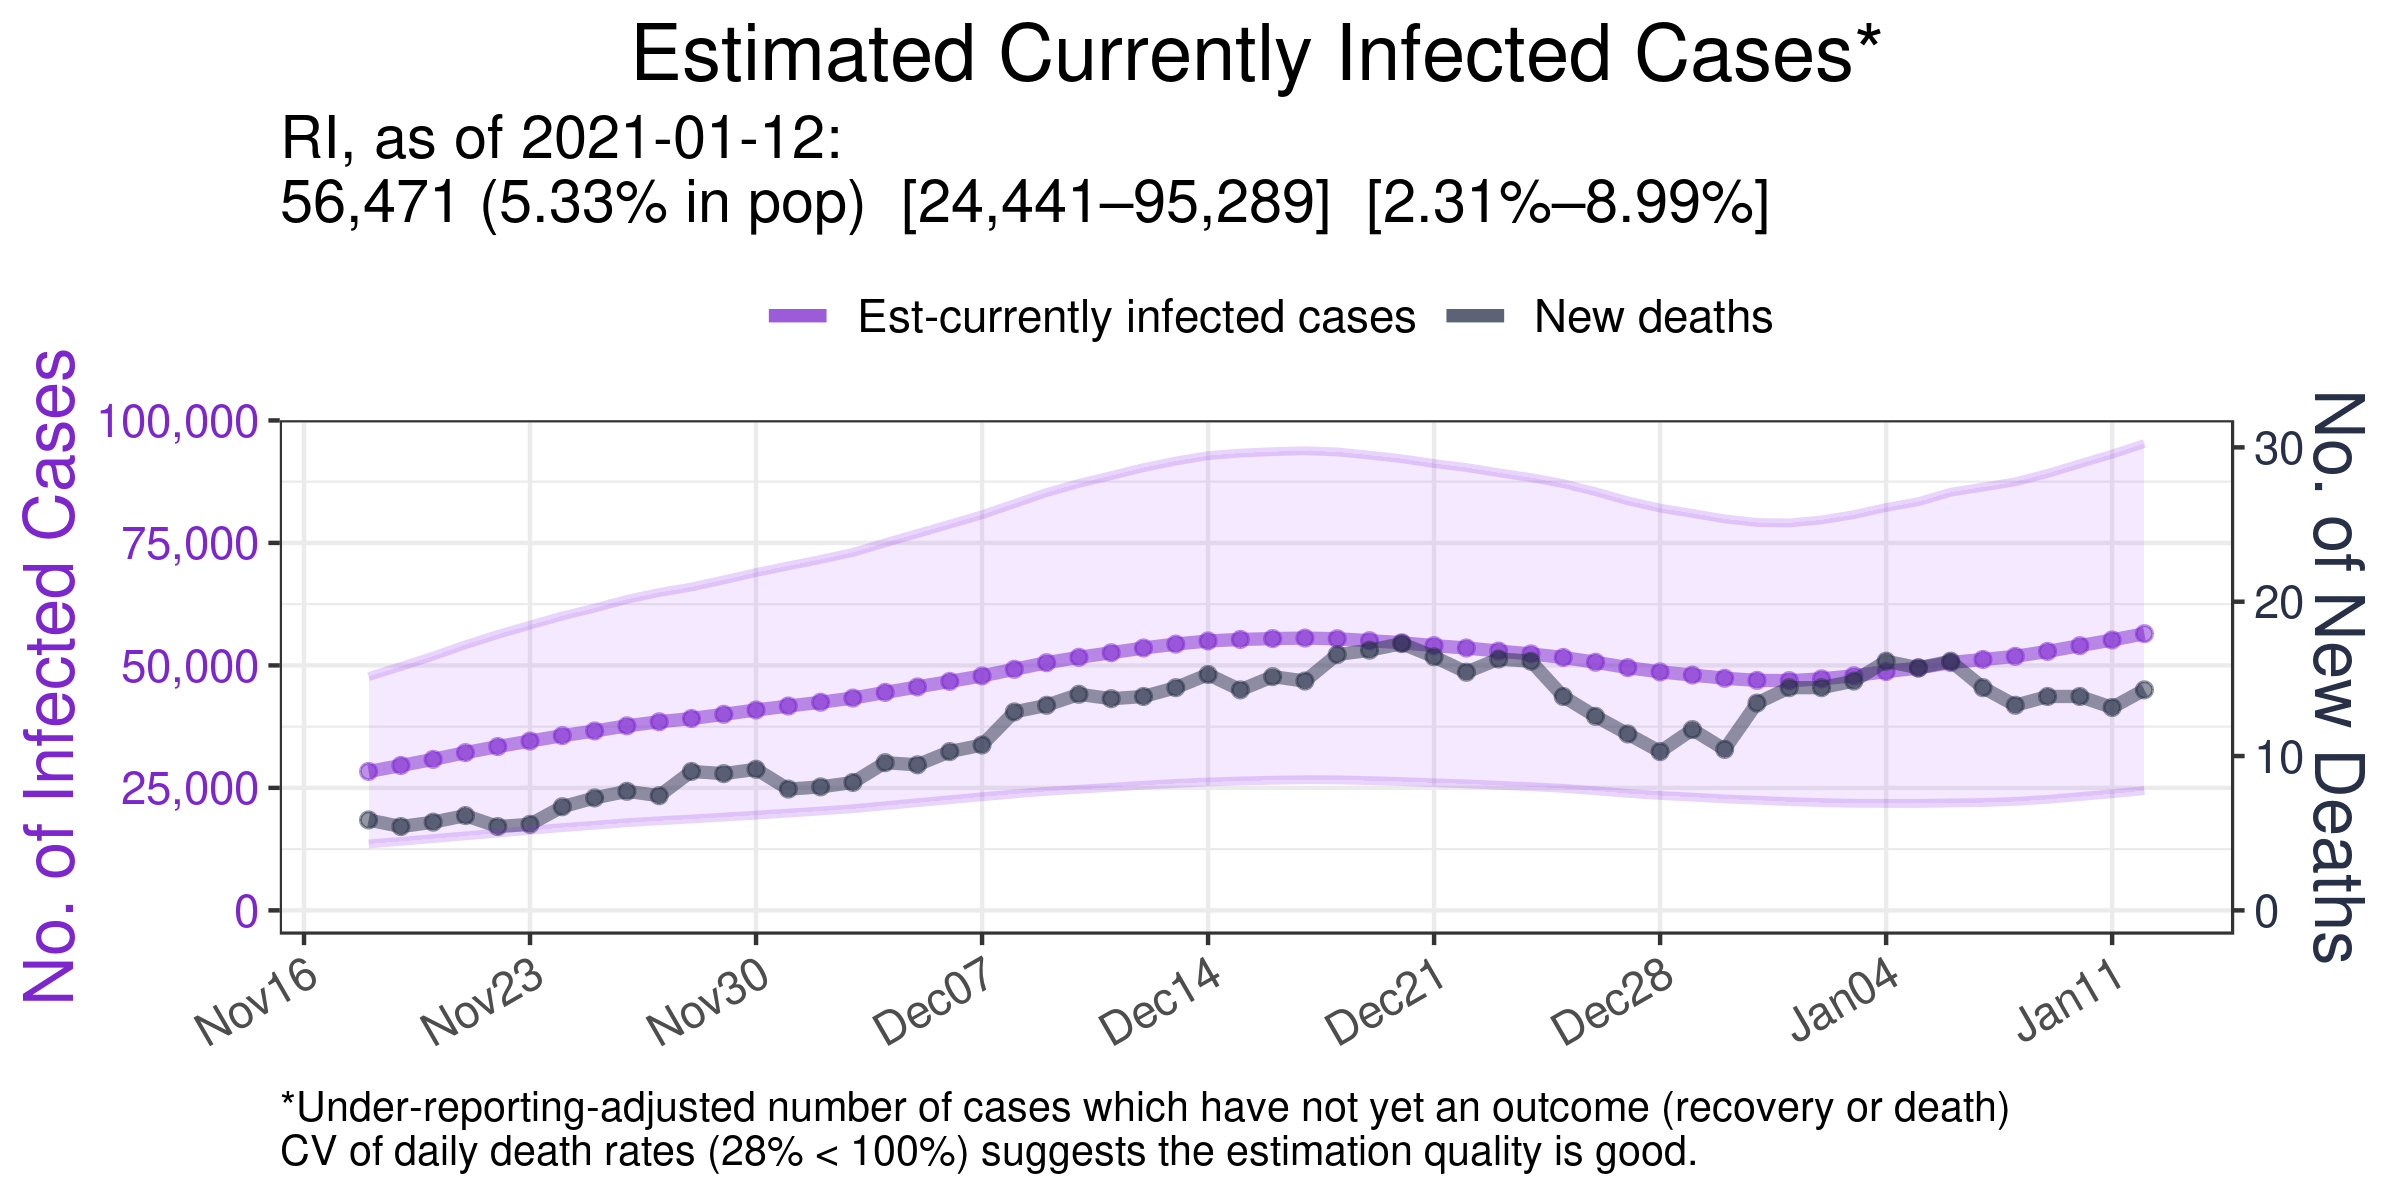 Estimated Currently Infected Cases*
RI, as of 2021-01-12:
56,471 (5.33% in pop)  [24,441–95,289]  [2.31%–8.99%]
Est-currently infected cases
New deaths
No. of Infected Cases
100,000
75,000
50,000
25,000
0
No. of New Deaths
30
20
10
0
Nov16
Nov23
Nov30
Dec07
Dec14
Dec21
Dec28
Jan04
Jan11
*Under-reporting-adjusted number of cases which have not yet an outcome (recovery or death)
CV of daily death rates (28% < 100%) suggests the estimation quality is good.